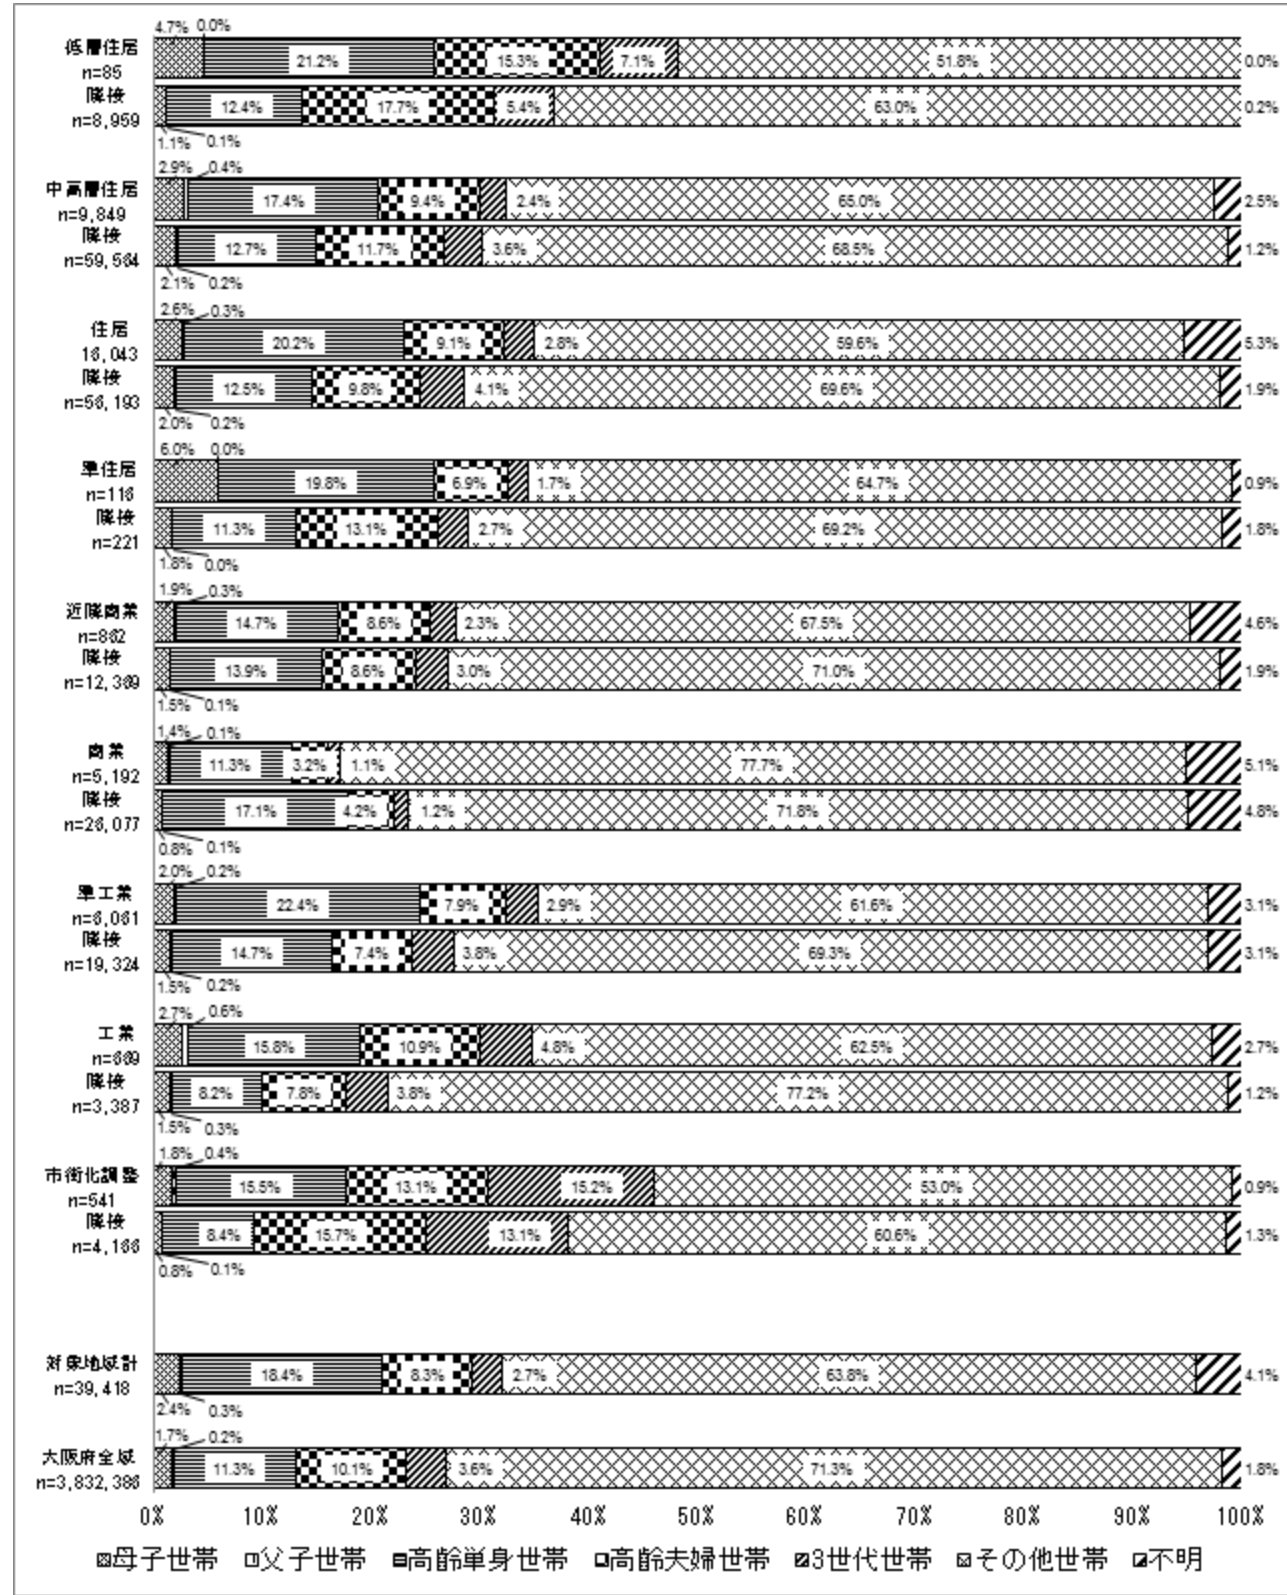 4.7% 0.0%
低層住居
n=85
21.2% 15.3% 7.1% 51.8% 0.0%
隣接
n=8,959
12.4% 17.7% 5.4% 63.0% 0.2%
1.1% 0.1%
2.9% 0.4%
中高層住居
n=9,849
17.4% 9.4% 2.4% 65.0% 2.5%
隣接
n=59,564
12.7% 11.7% 3.6% 68.5% 1.2%
2.1% 0.2%
2.6% 0.3%
住居
16,043
20.2% 9.1% 2.8% 59.6% 5.3%
隣接
n=56,193
12.5% 9.8% 4.1% 69.6% 1.9%
2.0% 0.2%
6.0% 0.0%
準住居
n=116
19.8% 6.9% 1.7% 64.7% 0.9%
隣接
n=221
11.3% 13.1% 2.7% 69.2% 1.8%
1.8% 0.0%
1.9% 0.3%
近隣商業
n=862
14.7% 8.6% 2.3% 67.5% 4.6%
隣接
n=12,369
13.9% 8.6% 3.0% 71.0% 1.9%
1.5% 0.1%
1.4% 0.1%
商業
n=5,192
11.3% 3.2% 1.1% 77.7% 5.1%
隣接
n=26,077
17.1% 4.2% 1.2% 71.8% 4.8%
0.8% 0.1%
2.0% 0.2%
準工業
n=6,061
22.4% 7.9% 2.9% 61.6% 3.1%
隣接
n=19,324
14.7% 7.4% 3.8% 69.3% 3.1%
1.5% 0.2%
2.7% 0.6%
工業
n=669
15.8% 10.9% 4.8% 62.5% 2.7%
隣接
n=3,387
8.2% 7.8% 3.8% 77.2% 1.2%
1.5% 0.3%
1.8% 0.4%
市街化調整
n=541
15.5% 13.1% 15.2% 53.0% 0.9%
隣接
n=4,166
8.4% 15.7% 13.1% 60.6% 1.3%
0.8% 0.1%
対象地域計
n=39,418
18.4% 8.3% 2.7% 63.8% 4.1%
2.4% 0.3%
1.7% 0.2%
大阪府全域
n=3,832,386
11.3% 10.1% 3.6% 71.3% 1.8%
0% 10% 20% 30% 40% 50% 60% 70% 80% 90% 100%
母子世帯 父子世帯 高齢単身世帯 高齢夫婦世帯 3世代世帯 その他世帯 不明